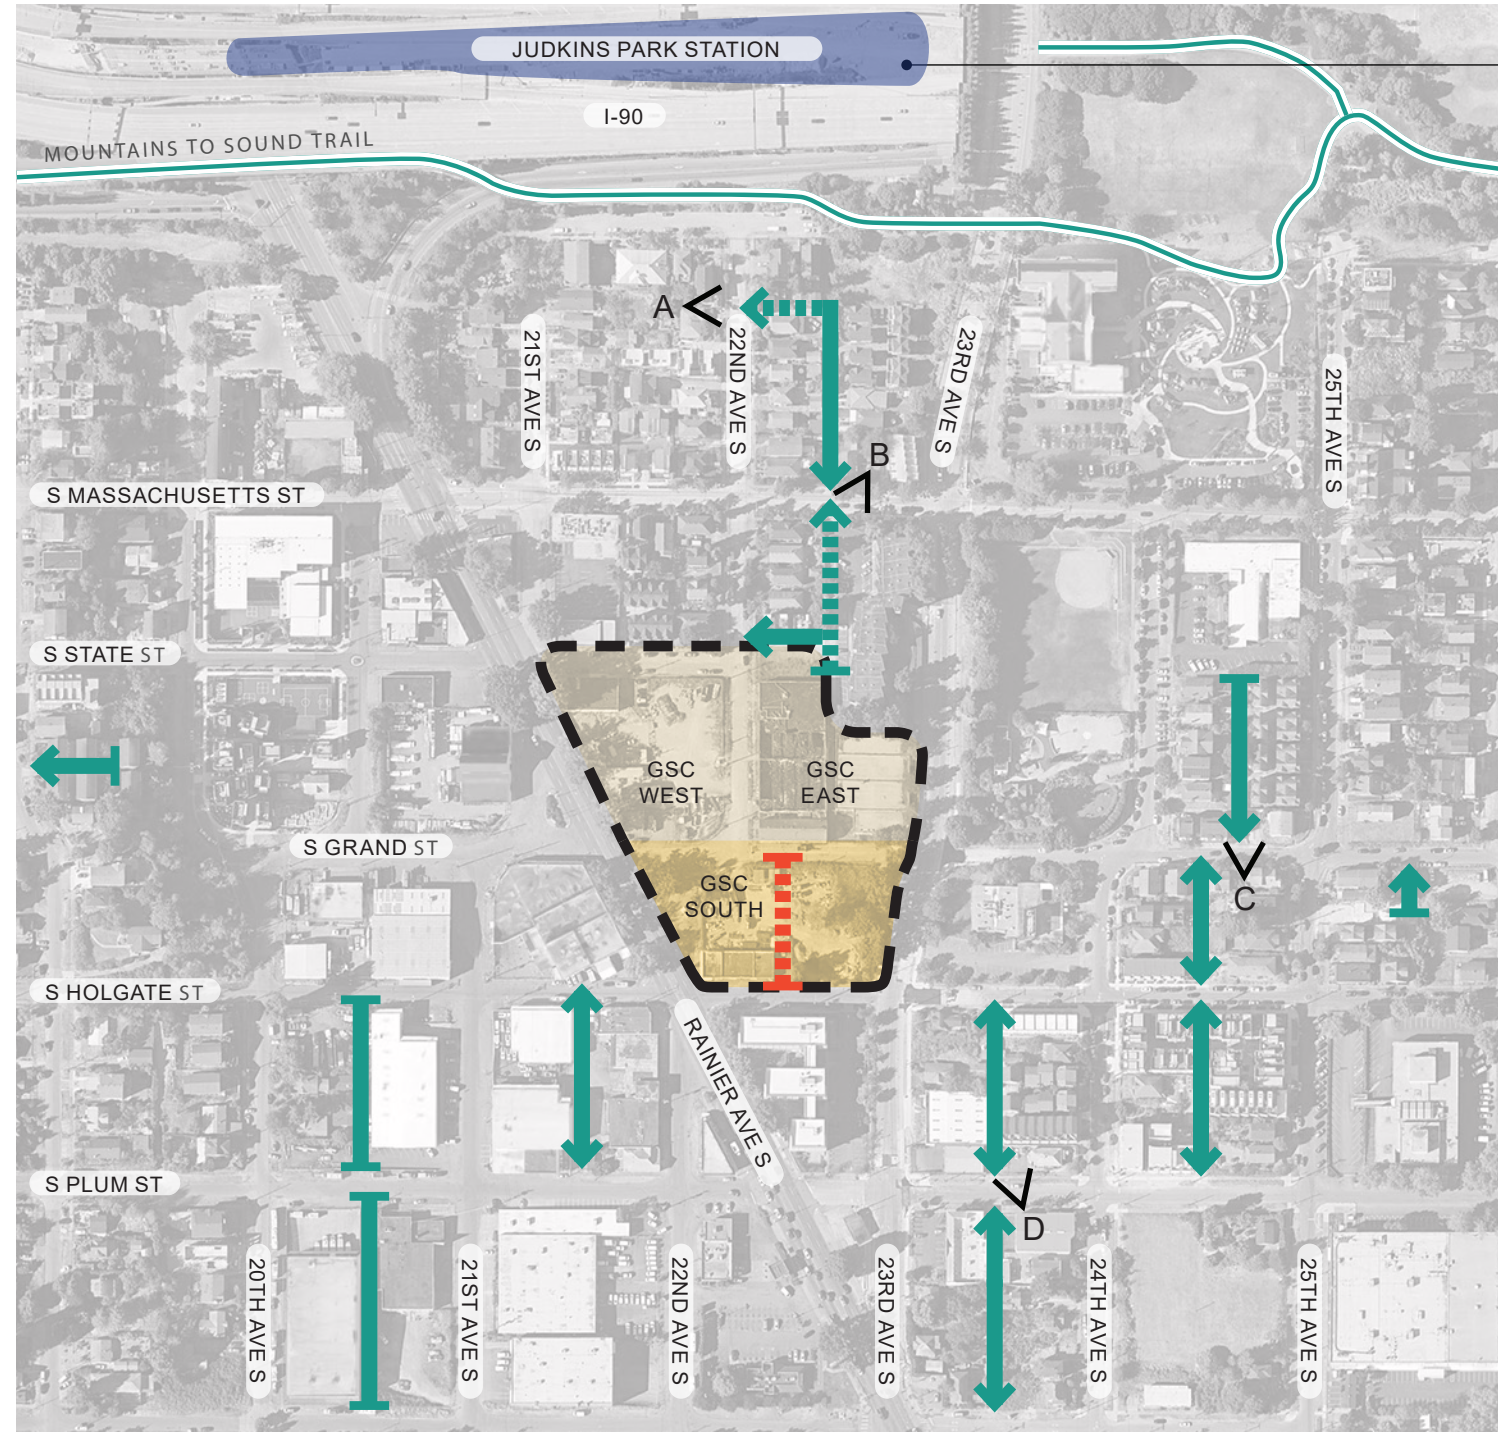 JUDKINS PARK STATION
I-90
MOUNTAINS TO SOUND TRAIL
A
21ST AVE S
22ND AVE S
23RD AVE S
25TH AVE S
B
S MASSACHUSETTS ST
S STATE ST
GSC
WEST
GSC
EAST
S GRAND ST
GSC
SOUTH
C
S HOLGATE ST
RAINIER AVE S
S PLUM ST
D
20TH AVE S
21ST AVE S
22ND AVE S
23RD AVE S
24TH AVE S
25TH AVE S